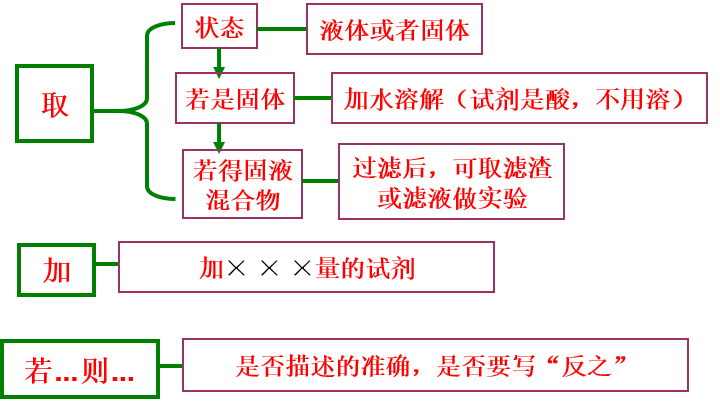 取
状态
液体或者固体
若是固体
加水溶解（试剂是酸，不用溶）
若得固液
混合物
过滤后，可取滤渣
或滤液做实验
加
加×××量的试剂
若…则…
是否描述的准确，是否要写“反之”